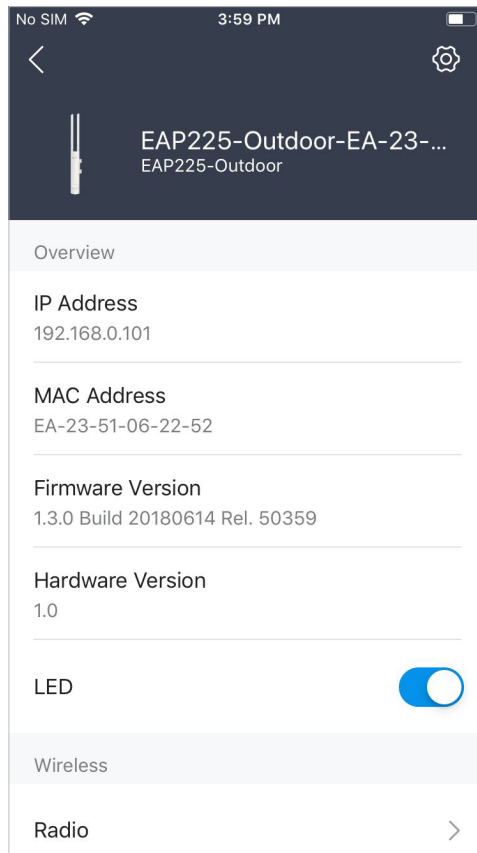 No SIM 3:59 PM
EAP225-Outdoor-EA-23-...
EAP225-Outdoor
Overview
IP Address
192.168.0.101
MAC Address
EA-23-51-06-22-52
Firmware Version
1.3.0 Build 20180614 Rel. 50359
Hardware Version
1.0
LED
Wireless
Radio